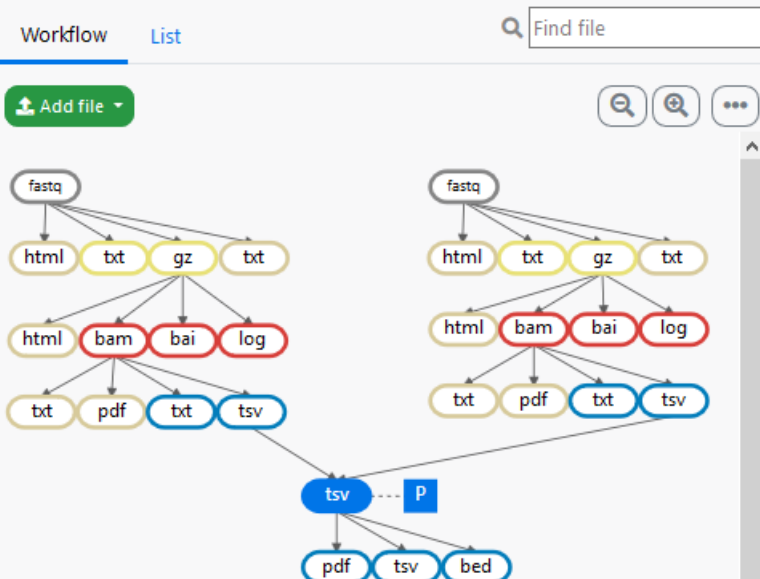 Workflow List Find file
Add file
fastq fastq
html txt gz txt html txt gz txt
html bam bai log html bam bai log
txt pdf txt tsv txt pdf txt tsv
tsv P
pdf tsv bed